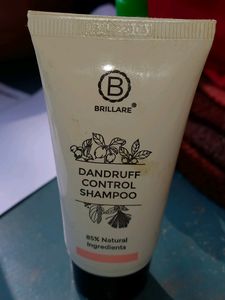 B
BRILLARE®
DANDRUFF
CONTROL
SHAMPOO
85% Natural
Ingredients